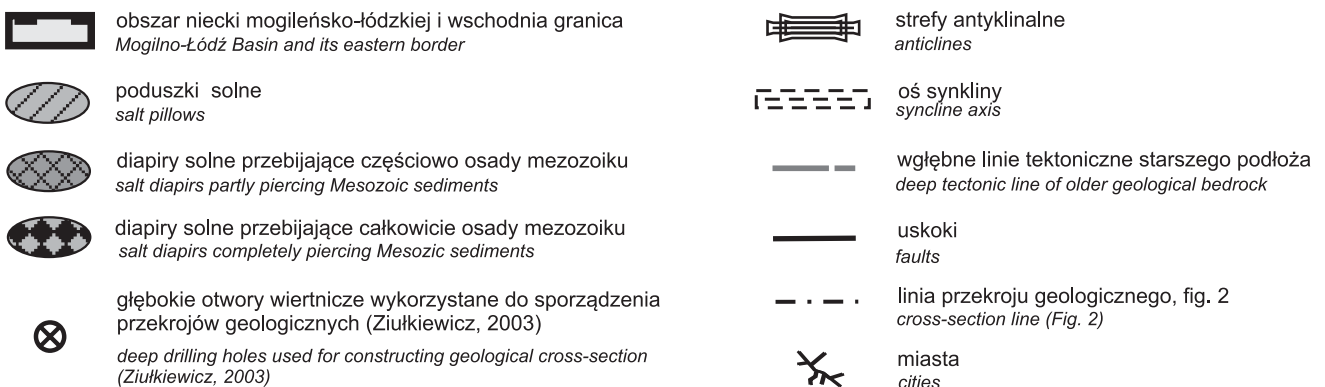 obszar niecki mogileńsko-łódzkiej i wschodnia granica
Mogilno-Łódź Basin and its eastern border
poduszki solne
salt pillows
diapiry solne przebijające częściowo osady mezozoiku
salt diapirs partly piercing Mesozoic sediments
diapiry solne przebijające całkowicie osady mezozoiku
salt diapirs completely piercing Mesozic sediments
głębokie otwory wiertnicze wykorzystane do sporządzenia
przekrojów geologicznych (Ziułkiewicz, 2003)
deep drilling holes used for constructing geological cross-section
(Ziułkiewicz, 2003)
strefy antyklinalne
anticlines
oś synkliny
syncline axis
wgłębne linie tektoniczne starszego podłoża
deep tectonic line of older geological bedrock
uskoki
faults
linia przekroju geologicznego, fig. 2
cross-section line (Fig. 2)
miasta
cities